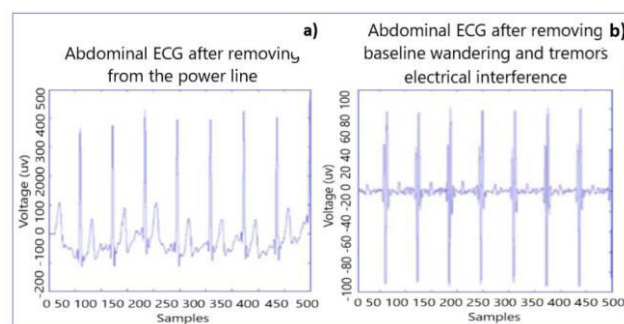 a)
Abdominal ECG after removing
from the power line
Voltage (uv)
500
400
300
2000
100
0
-100
-200
0 50 100 150 200 250 300 350 400 450 500
Samples
b)
Abdominal ECG after removing
baseline wandering and tremors
electrical interference
Voltage (uv)
100
80
60
40
20
-20 0
-40
-60
-80
-100
0 50 100 150 200 250 300 350 400 450 500
Samples